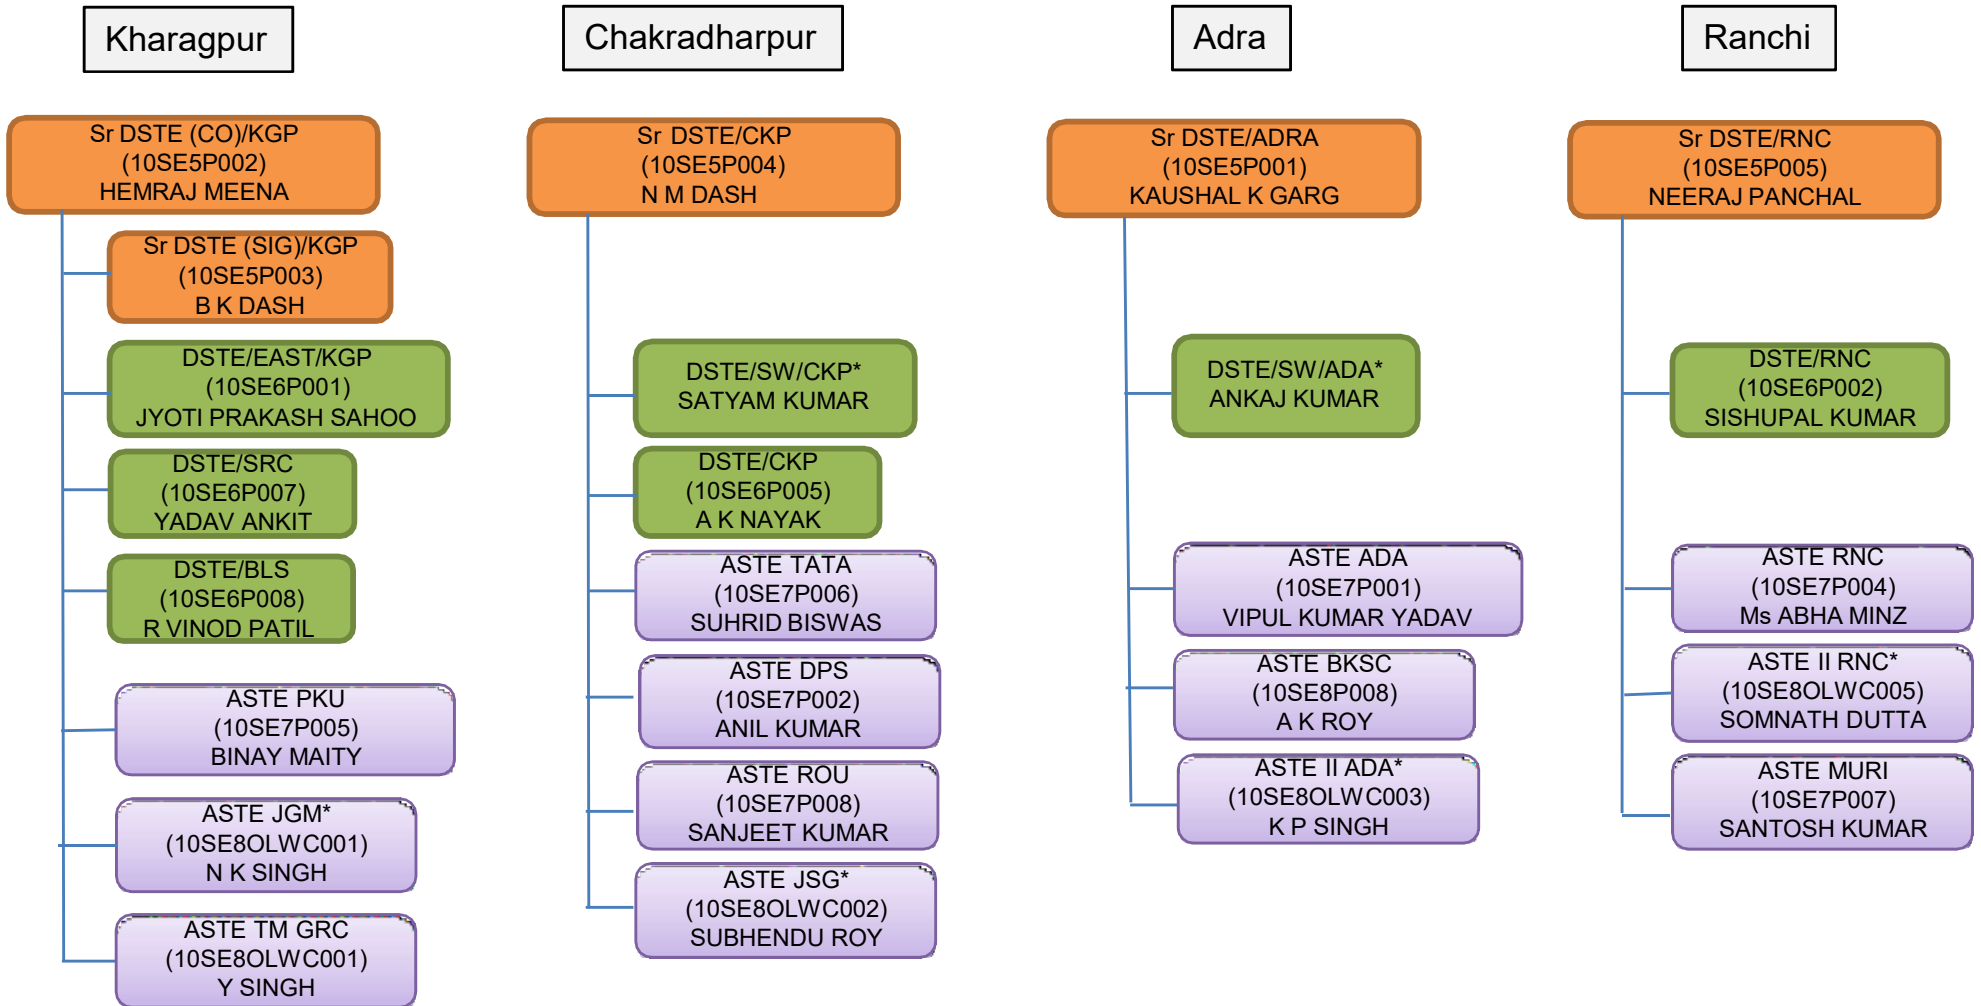 Kharagpur
Sr DSTE (CO)/KGP
(10SE5P002)
HEMRAJ MEENA
Sr DSTE (SIG)/KGP
(10SE5P003)
B K DASH
DSTE/EAST/KGP
(10SE6P001)
JYOTI PRAKASH SAHOO
DSTE/SRC
(10SE6P007)
YADAV ANKIT
DSTE/BLS
(10SE6P008)
R VINOD PATIL
ASTE PKU
(10SE7P005)
BINAY MAITY
ASTE JGM*
(10SE8OLWC001)
N K SINGH
ASTE TM GRC
(10SE8OLWC001)
Y SINGH
Chakradharpur
Sr DSTE/CKP
(10SE5P004)
N M DASH
DSTE/SW/CKP*
SATYAM KUMAR
DSTE/CKP
(10SE6P005)
A K NAYAK
ASTE TATA
(10SE7P006)
SUHRID BISWAS
ASTE DPS
(10SE7P002)
ANIL KUMAR
ASTE ROU
(10SE7P008)
SANJEET KUMAR
ASTE JSG*
(10SE8OLWC002)
SUBHENDU ROY
Adra
Sr DSTE/ADRA
(10SE5P001)
KAUSHAL K GARG
DSTE/SW/ADA*
ANKAJ KUMAR
ASTE ADA
(10SE7P001)
VIPUL KUMAR YADAV
ASTE BKSC
(10SE8P008)
A K ROY
ASTE II ADA*
(10SE8OLWC003)
K P SINGH
Ranchi
Sr DSTE/RNC
(10SE5P005)
NEERAJ PANCHAL
DSTE/RNC
(10SE6P002)
SISHUPAL KUMAR
ASTE RNC
(10SE7P004)
Ms ABHA MINZ
ASTE II RNC*
(10SE8OLWC005)
SOMNATH DUTTA
ASTE MURI
(10SE7P007)
SANTOSH KUMAR